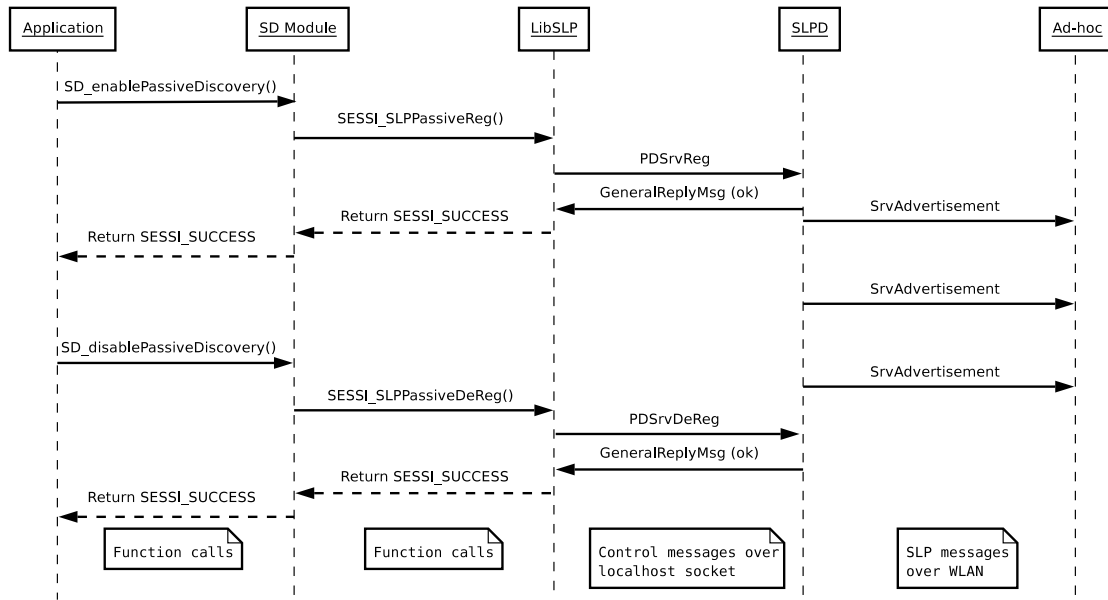 Application
SD Module
LibSLP
SLPD
Ad-hoc
SD_enablePassiveDiscovery()
SESSI_SLPPassiveReg()
PDSrvReg
GeneralReplyMsg (ok)
SrvAdvertisement
Return SESSI_SUCCESS
Return SESSI_SUCCESS
SrvAdvertisement
SD_disablePassiveDiscovery()
SrvAdvertisement
SESSI_SLPPassiveDeReg()
PDSrvDeReg
GeneralReplyMsg (ok)
Return SESSI_SUCCESS
Return SESSI_SUCCESS
Function calls
Function calls
Control messages over
localhost socket
SLP messages
over WLAN